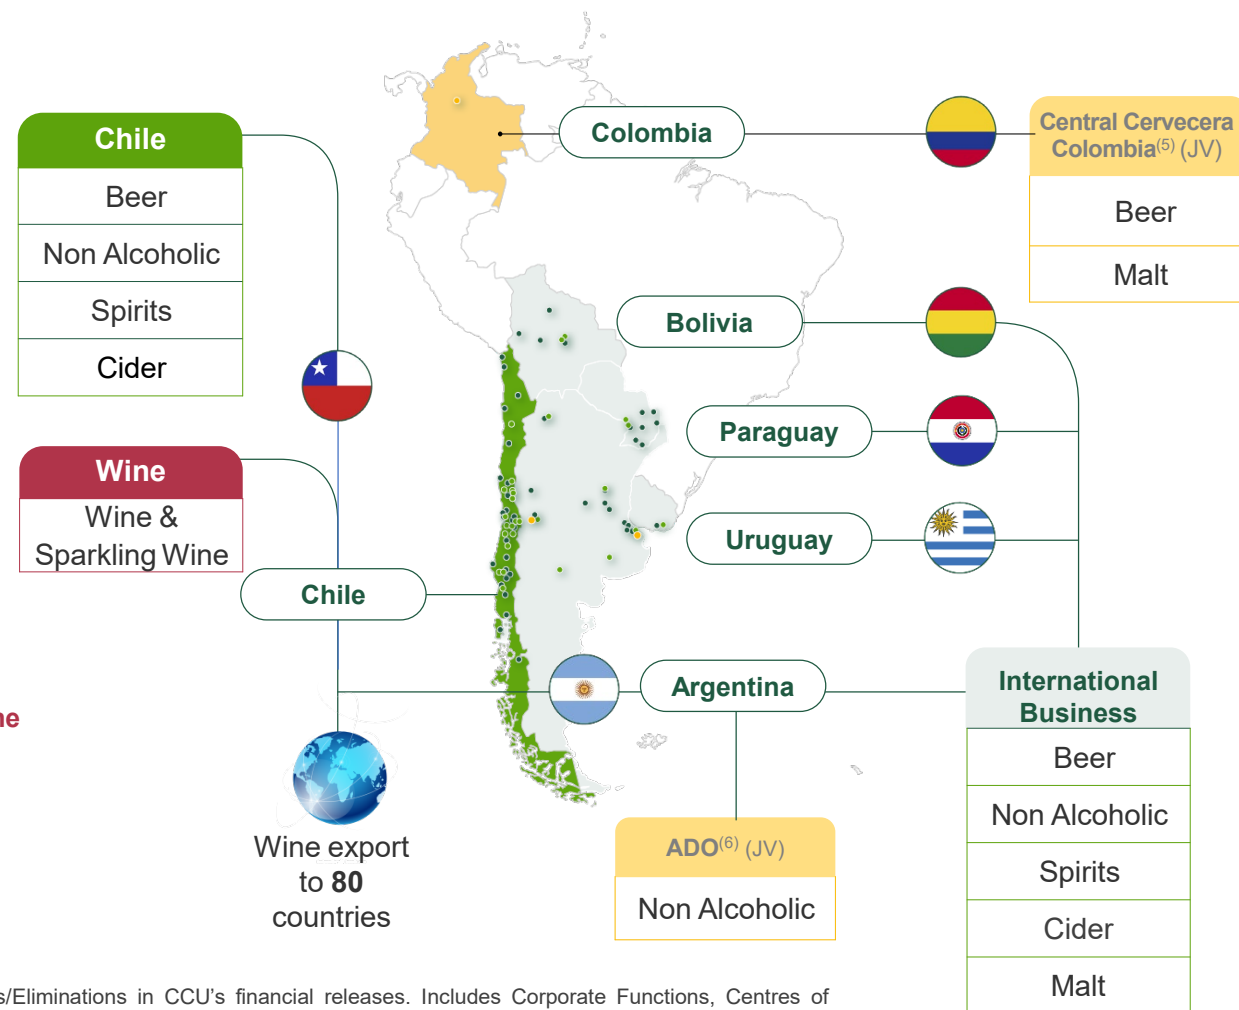 Chile
Beer
Non Alcoholic
Spirits
Cider
Wine
Wine &
Sparkling Wine
Chile
Wine export
to 80
countries
Colombia
Central Cervecera
Colombia(5) (JV)
Beer
Malt
Bolivia
Paraguay
Uruguay
Argentina
ADO(6) (JV)
Non Alcoholic
International
Business
Beer
Non Alcoholic
Spirits
Cider
Malt
s/Eliminations in CCU’s financial releases. Includes Corporate Functions, Centres of